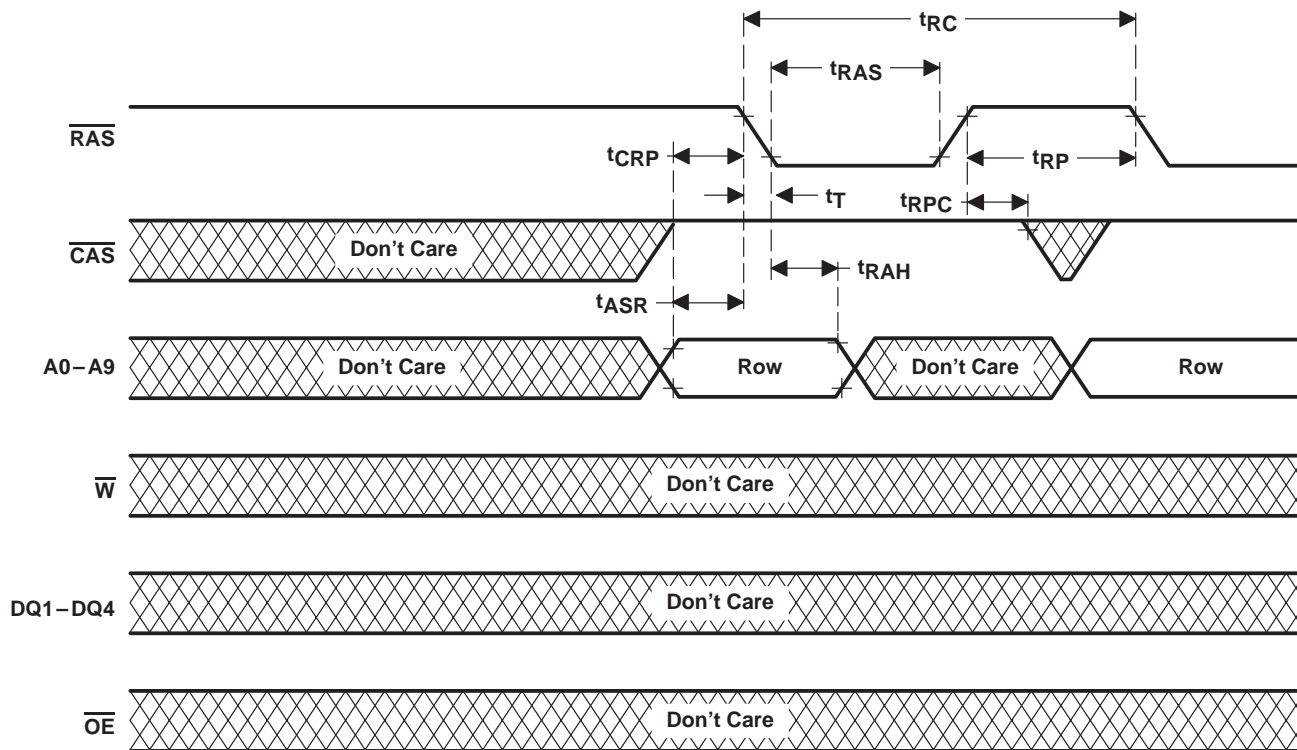 tRC
tRAS
RAS
tCRP
tRP
tT
tRPC
CAS
Don't Care
tRAH
tASR
A0–A9
Don't Care
Row
Don't Care
Row
W
Don't Care
DQ1–DQ4
Don't Care
OE
Don't Care